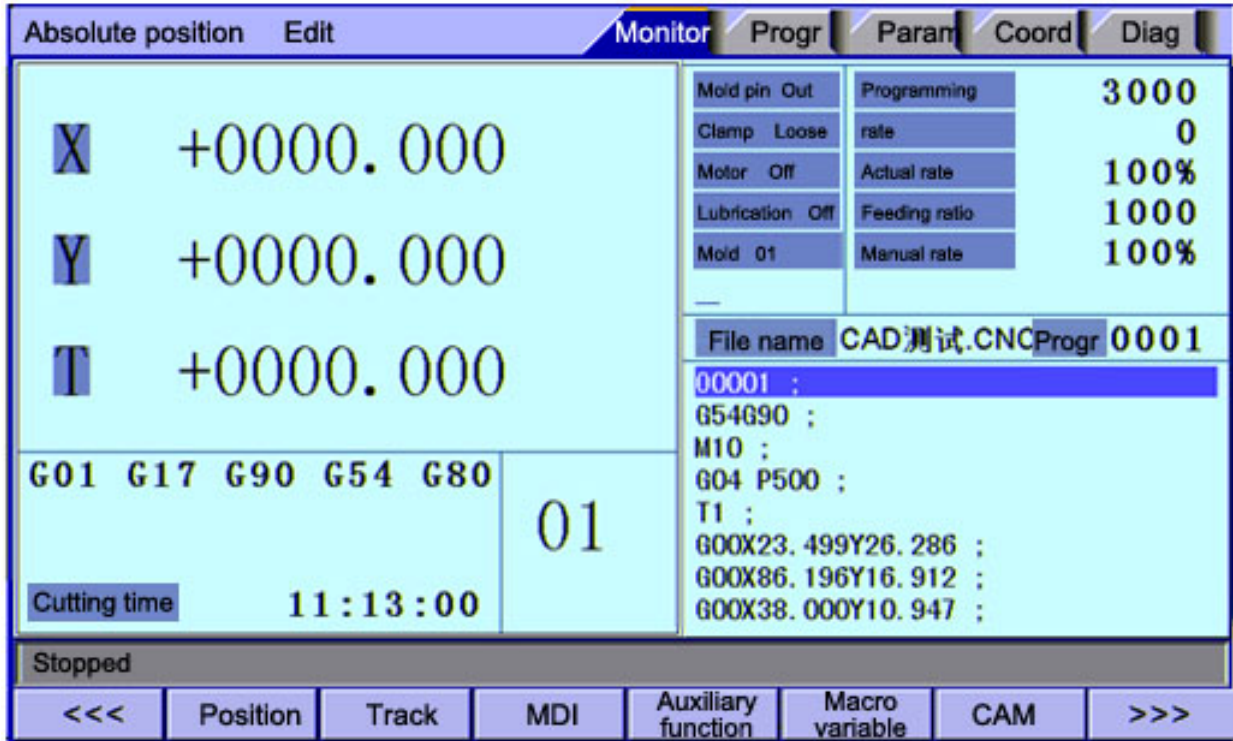 Absolute position Edit Monitor Progr Param Coord Diag
X +0000.000
Y +0000.000
T +0000.000
G01 G17 G90 G54 G80
01
Cutting time 11:13:00
Mold pin Out Programming 3000
Clamp Loose rate 0
Motor Off Actual rate 100%
Lubrication Off Feeding ratio 1000
Mold 01 Manual rate 100%
File name CAD测试.CNC Progr 0001
00001 ;
G54G90 ;
M10 ;
G04 P500 ;
T1 ;
G00X23.499Y26.286 ;
G00X86.196Y16.912 ;
G00X38.000Y10.947 ;
Stopped
<<< Position Track MDI Auxiliary function Macro variable CAM >>>